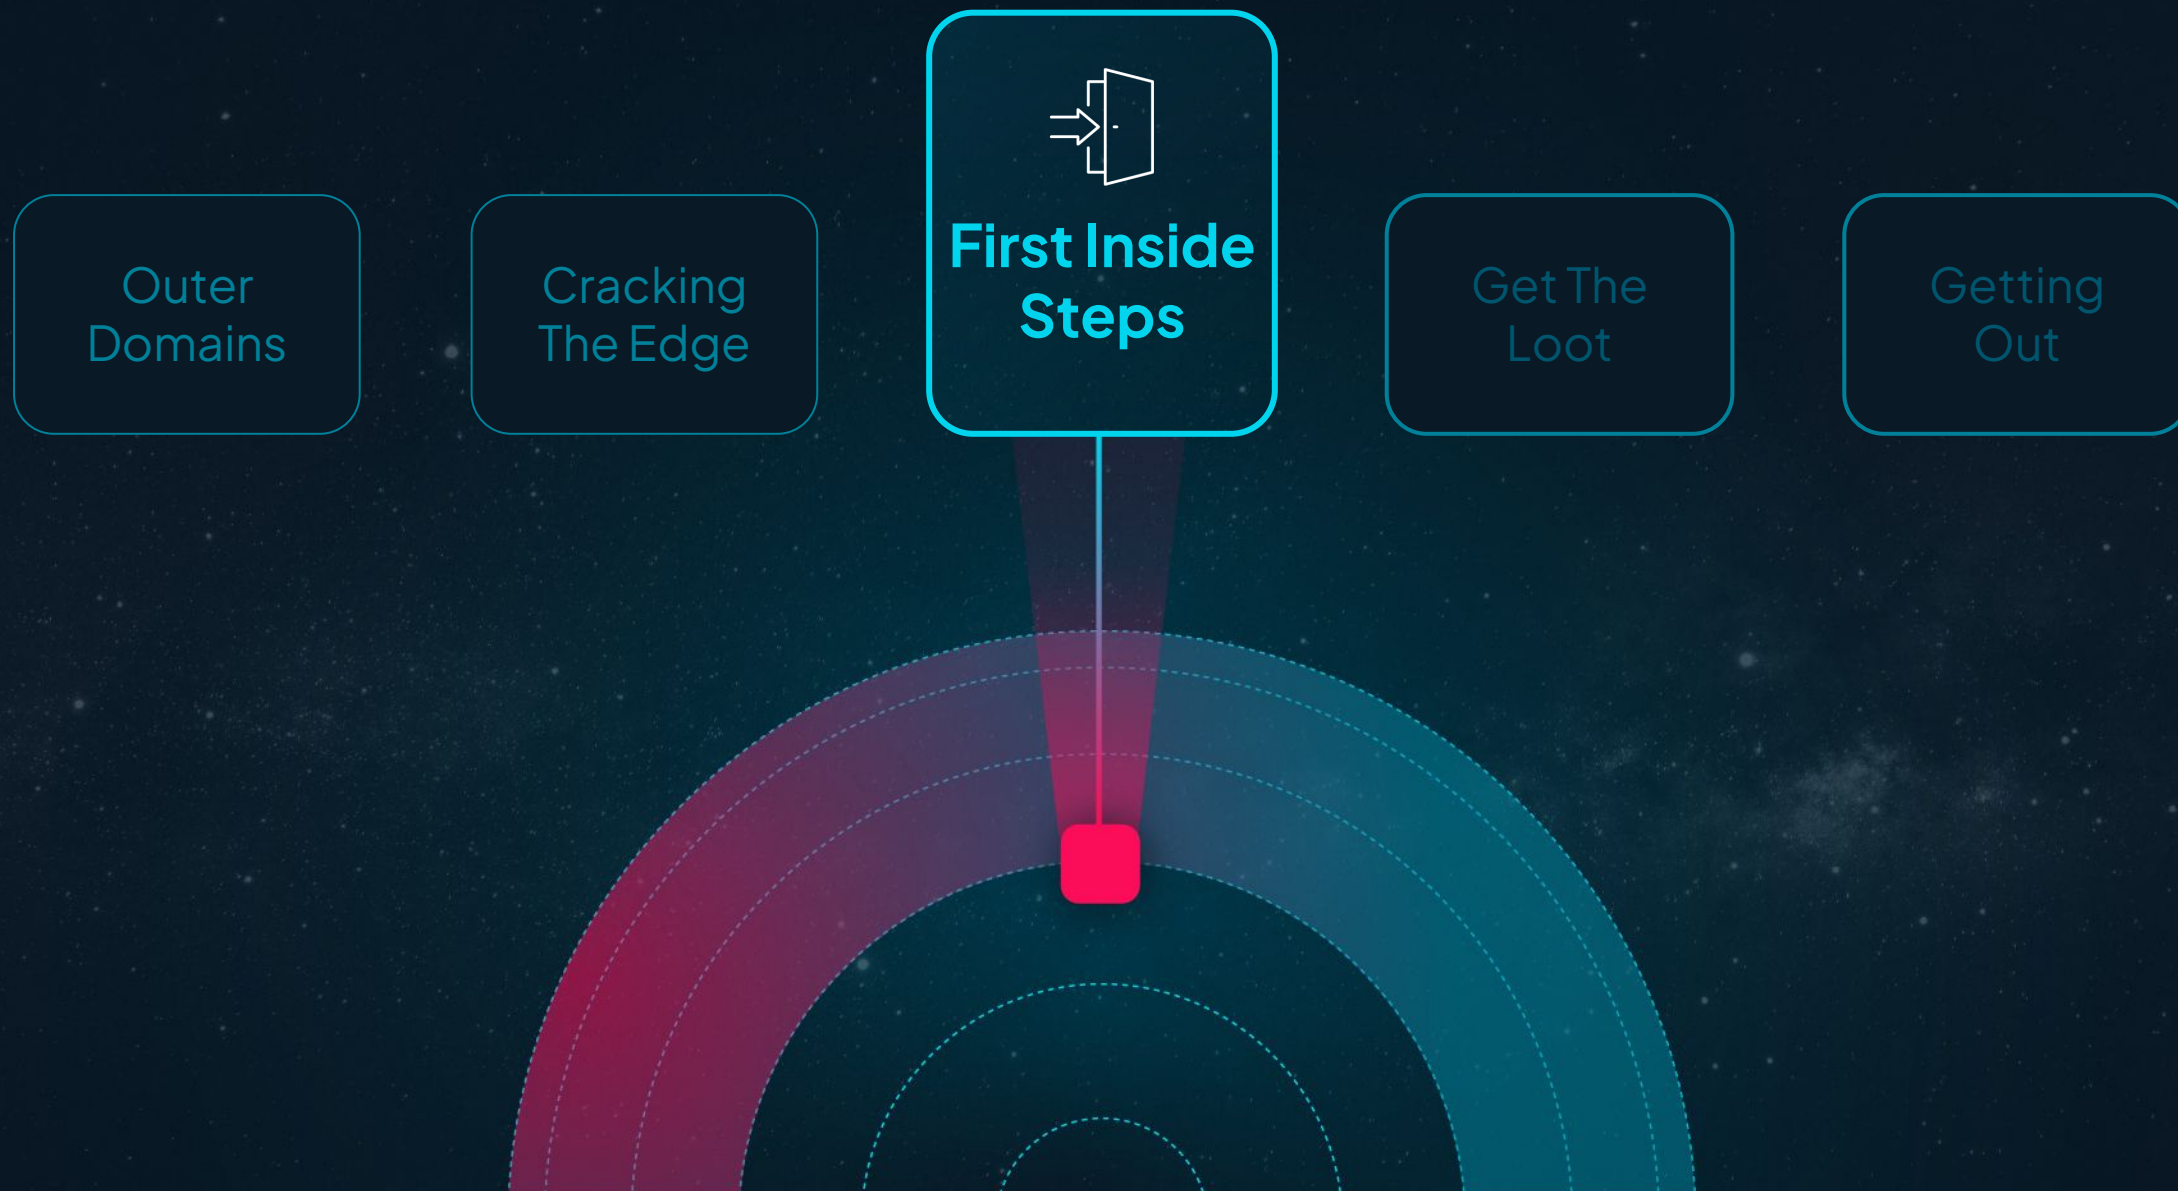 Outer
Domains
Cracking
The Edge
First Inside
Steps
Get The
Loot
Getting
Out